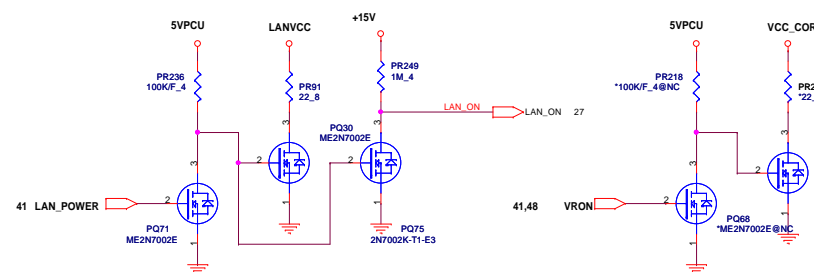 5VPCU
LANVCC
+15V
5VPCU
VCC_COR
PR236
100K/F_4
PR91
22_8
PR249
1M_4
PR218
*100K/F_4@NC
*22_
LAN_ON
LAN_ON 27
3
3
3
3
3
PQ30
ME2N7002E
2
2
2
2
2
2
1
1
1
1
1
41 LAN_POWER
PQ71
ME2N7002E
PQ75
2N7002K-T1-E3
41,48 VRON
PQ68
*ME2N7002E@NC